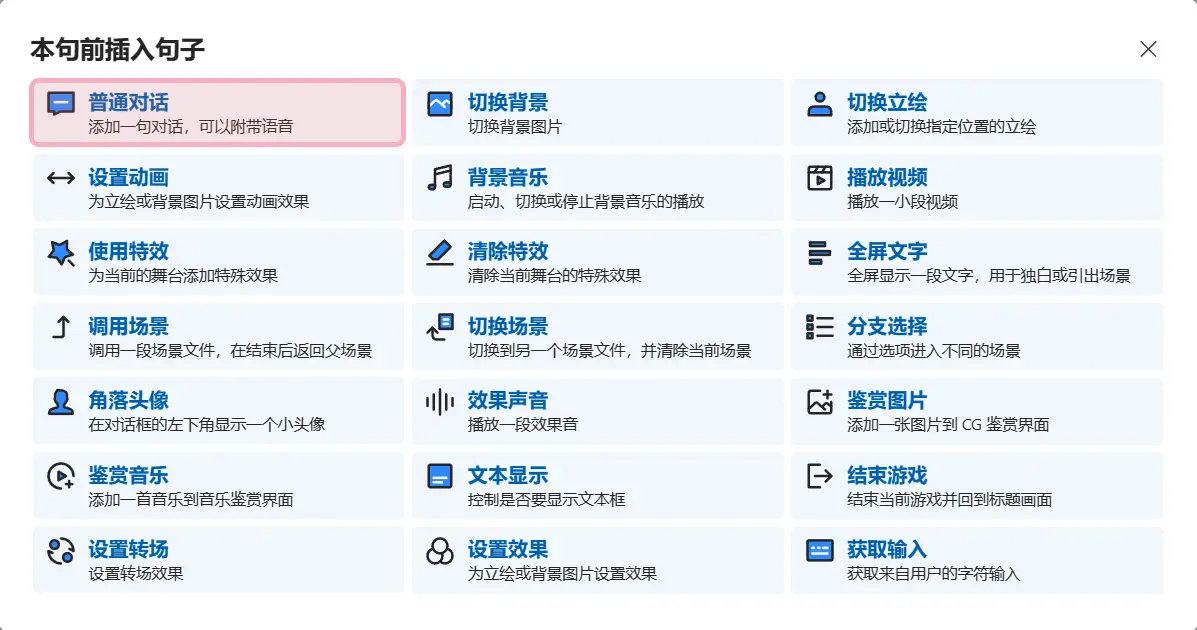 本句前插入句子
普通对话
添加一句对话，可以附带语音
切换背景
切换背景图片
切换立绘
添加或切换指定位置的立绘
设置动画
为立绘或背景图片设置动画效果
背景音乐
启动、切换或停止背景音乐的播放
播放视频
播放一小段视频
使用特效
为当前的舞台添加特殊效果
清除特效
清除当前舞台的特殊效果
全屏文字
全屏显示一段文字，用于独白或引出场景
调用场景
调用一段场景文件，在结束后返回父场景
切换场景
切换到另一个场景文件，并清除当前场景
分支选择
通过选项进入不同的场景
角落头像
在对话框的左下角显示一个小头像
效果声音
播放一段效果音
鉴赏图片
添加一张图片到 CG 鉴赏界面
鉴赏音乐
添加一首音乐到音乐鉴赏界面
文本显示
控制是否要显示文本框
结束游戏
结束当前游戏并回到标题画面
设置转场
设置转场效果
设置效果
为立绘或背景图片设置效果
获取输入
获取来自用户的字符输入